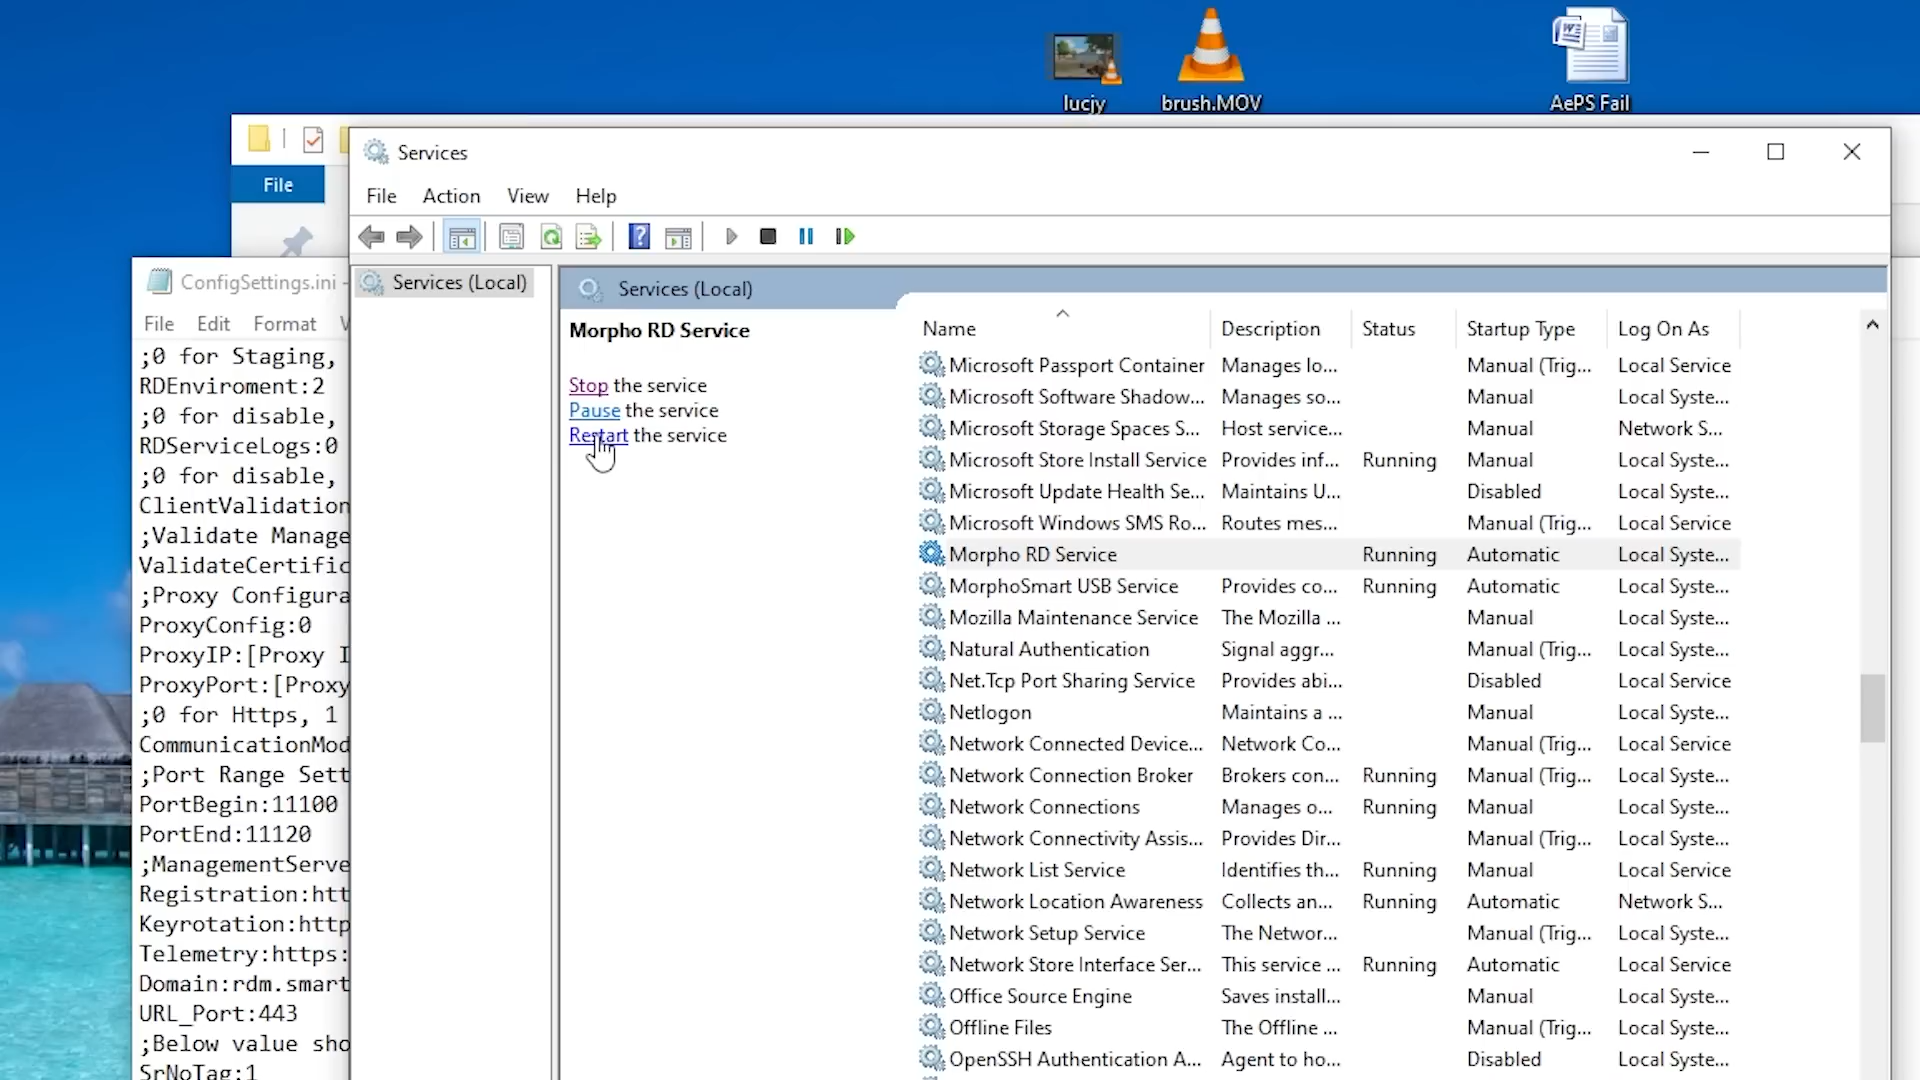 lucjy
brush.MOV
AePS Fail
File
Services
File Action View Help
Services (Local)
Services (Local)
Morpho RD Service
Stop the service
Pause the service
Restart the service
Name Description Status Startup Type Log On As
Microsoft Passport Container Manages lo... Manual (Trig... Local Service
Microsoft Software Shadow... Manages so... Manual Local Syste...
Microsoft Storage Spaces S... Host service... Manual Network S...
Microsoft Store Install Service Provides inf... Running Manual Local Syste...
Microsoft Update Health Se... Maintains U... Disabled Local Syste...
Microsoft Windows SMS Ro... Routes mes... Manual (Trig... Local Service
Morpho RD Service Running Automatic Local Syste...
MorphoSmart USB Service Provides co... Running Automatic Local Syste...
Mozilla Maintenance Service The Mozilla ... Manual Local Syste...
Natural Authentication Signal aggr... Manual (Trig... Local Syste...
Net.Tcp Port Sharing Service Provides abi... Disabled Local Service
Netlogon Maintains a ... Manual Local Syste...
Network Connected Device... Network Co... Manual (Trig... Local Service
Network Connection Broker Brokers con... Running Manual (Trig... Local Syste...
Network Connections Manages o... Running Manual Local Syste...
Network Connectivity Assis... Provides Dir... Manual (Trig... Local Syste...
Network List Service Identifies th... Running Manual Local Service
Network Location Awareness Collects an... Running Automatic Network S...
Network Setup Service The Networ... Manual (Trig... Local Syste...
Network Store Interface Ser... This service ... Running Automatic Local Service
Office Source Engine Saves install... Manual Local Syste...
Offline Files The Offline ... Manual (Trig... Local Syste...
OpenSSH Authentication A... Agent to ho... Disabled Local Syste...
ConfigSettings.ini -
File Edit Format
;0 for Staging,
RDEnviroment:2
;0 for disable,
RDServiceLogs:0
;0 for disable,
ClientValidation
;Validate Manage
ValidateCertific
;Proxy Configura
ProxyConfig:0
ProxyIP:[Proxy I
ProxyPort:[Proxy
;0 for Https, 1
CommunicationMod
;Port Range Sett
PortBegin:11100
PortEnd:11120
;ManagementServe
Registration:htt
Keyrotation:http
Telemetry:https:
Domain:rdm.smart
URL_Port:443
;Below value sho
SrNoTag:1